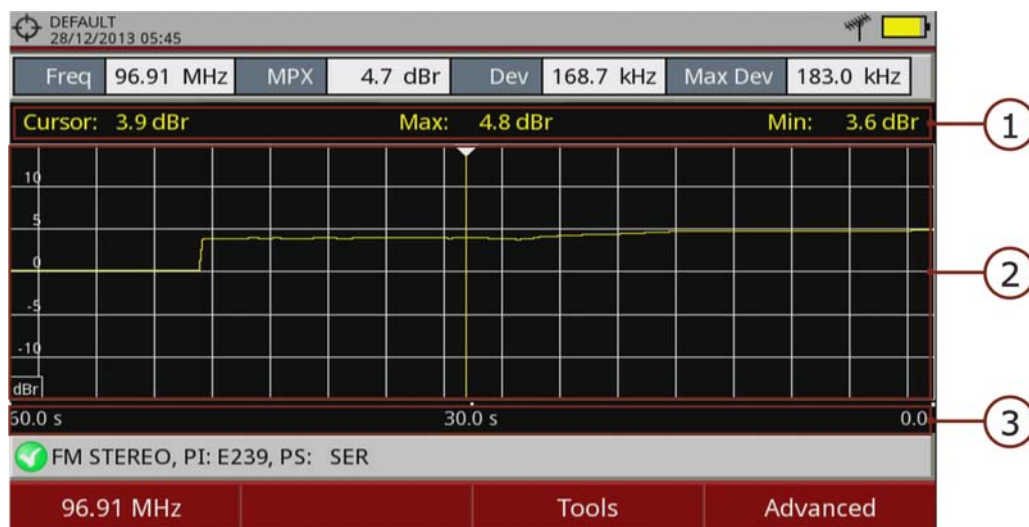 DEFAULT
28/12/2013 05:45
Freq 96.91 MHz MPX 4.7 dBr Dev 168.7 kHz Max Dev 183.0 kHz
Cursor: 3.9 dBr Max: 4.8 dBr Min: 3.6 dBr
1
10
5
0
-5
-10
dBr
2
60.0 s 30.0 s 0.0
3
FM STEREO, PI: E239, PS: SER
96.91 MHz Tools Advanced